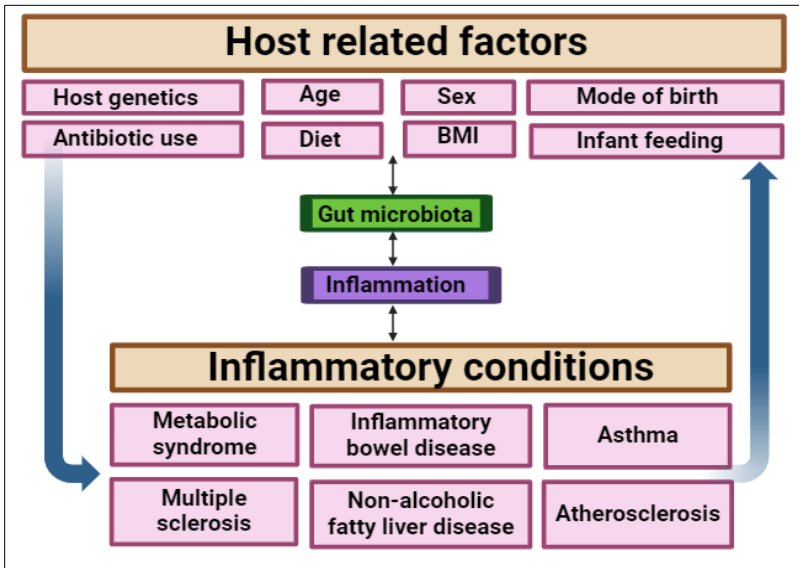 Host related factors
Host genetics
Age
Sex
Mode of birth
Antibiotic use
Diet
BMI
Infant feeding
Gut microbiota
Inflammation
Inflammatory conditions
Metabolic
syndrome
Inflammatory
bowel disease
Asthma
Multiple
sclerosis
Non-alcoholic
fatty liver disease
Atherosclerosis